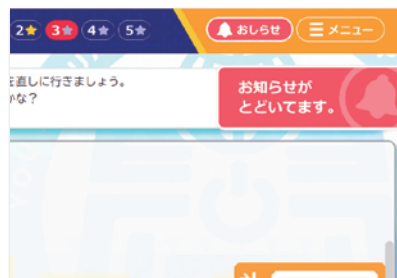 2★ 3★ 4★ 5★ おしらせ メニュー
を直しに行きましょう。
かな?
お知らせが
とどいてます。